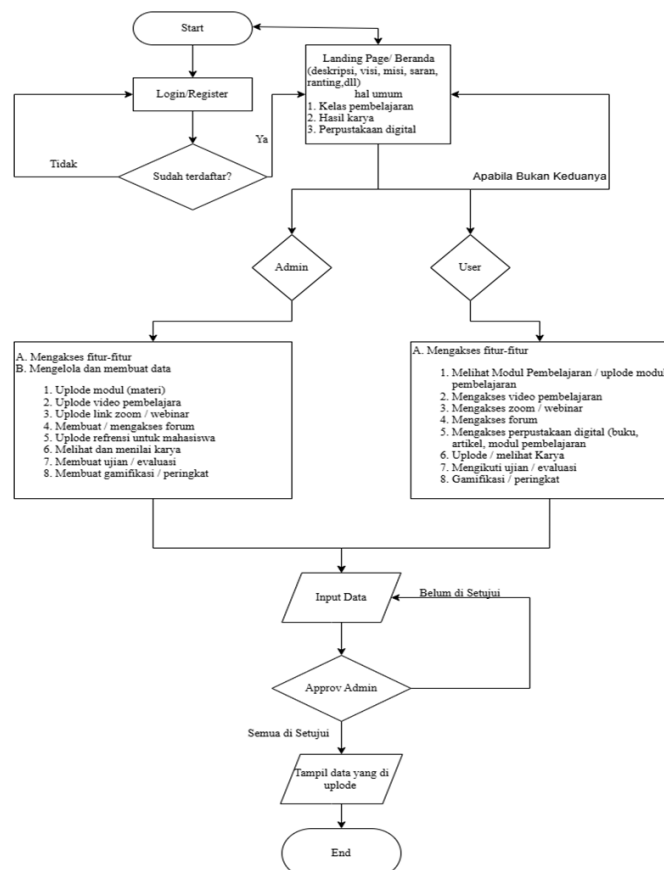 Start
Landing Page/ Beranda
(deskripsi, visi, misi, saran,
ranting,dll)
hal umum
1. Kelas pembelajaran
2. Hasil karya
3. Perpustakaan digital
Login/Register
Ya
Tidak
Sudah terdaftar?
Apabila Bukan Keduanya
Admin
User
A. Mengakses fitur-fitur
B. Mengelola dan membuat data
1. Uplode modul (materi)
2. Uplode video pembelajara
3. Uplode link zoom / webinar
4. Membuat / mengakses forum
5. Uplode refrensi untuk mahasiswa
6. Melihat dan menilai karya
7. Membuat ujian / evaluasi
8. Membuat gamifikasi / peringkat
A. Mengakses fitur-fitur
1. Melihat Modul Pembelajaran / uplode modul
pembelajaran
2. Mengakses video pembelajaran
3. Mengakses zoom / webinar
4. Mengakses forum
5. Mengakses perpustakaan digital (buku,
artikel, modul pembelajaran
6. Uplode / melihat Karya
7. Mengikuti ujian / evaluasi
8. Gamifikasi / peringkat
Input Data
Belum di Setujui
Approv Admin
Semua di Setujui
Tampil data yang di
uplode
End